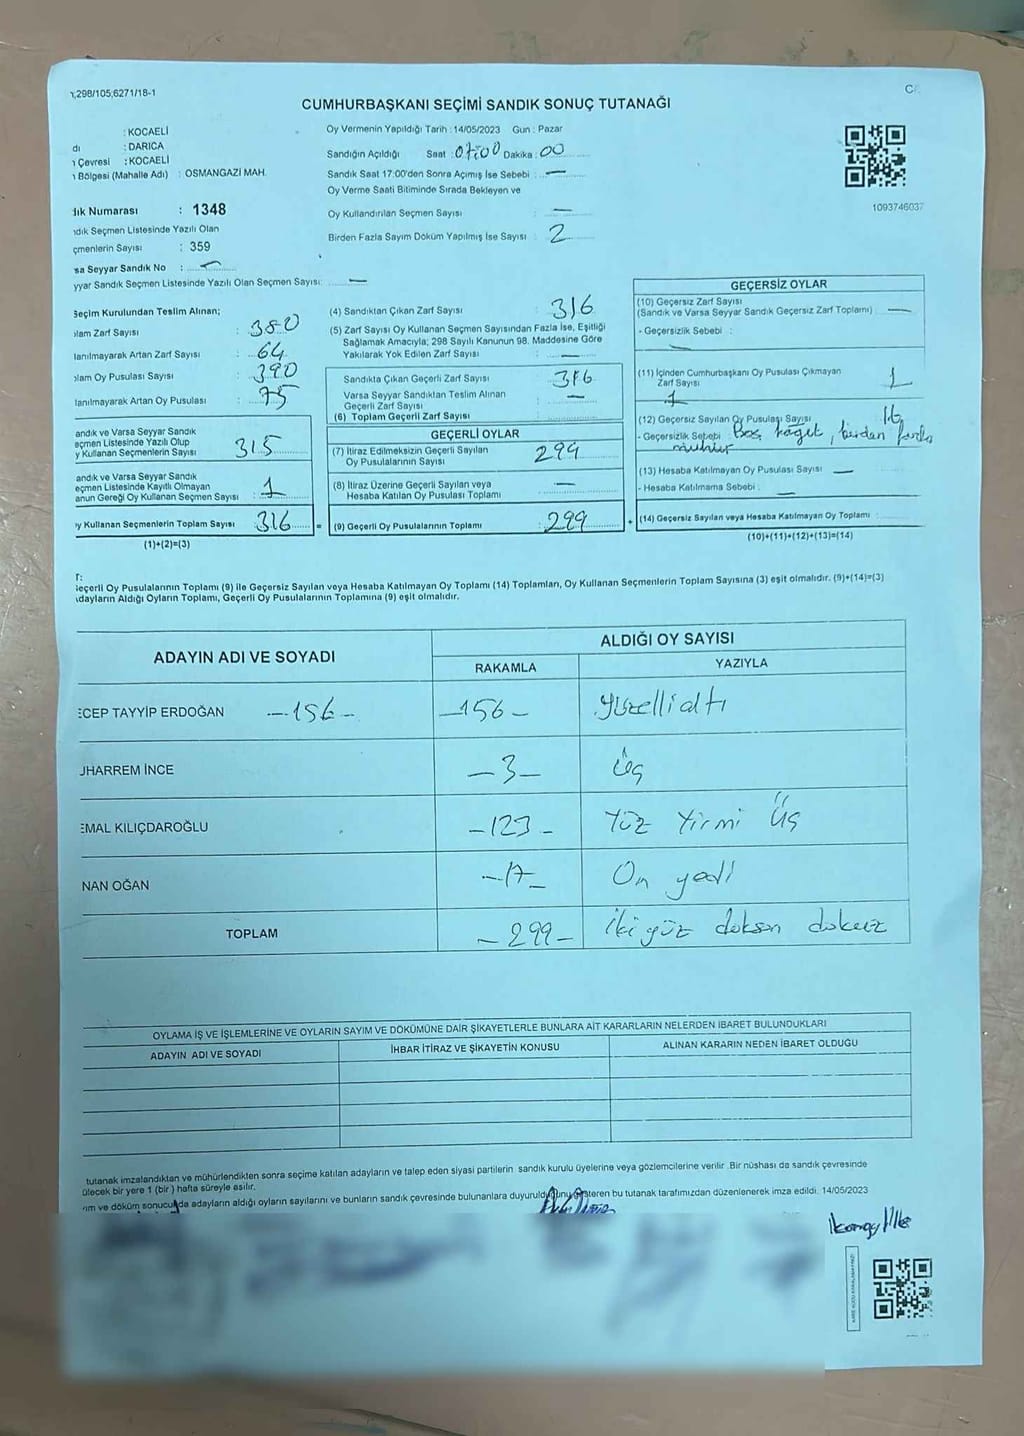 298/105;6271/18-1
CUMHURBAŞKANI SEÇİMİ SANDIK SONUÇ TUTANAĞI
: KOCAELİ
dı : DARICA
Çevresi : KOCAELİ
Bölgesi (Mahalle Adı) : OSMANGAZİ MAH.
Oy Vermenin Yapıldığı Tarih : 14/05/2023 Gun : Pazar
Sandığın Açıldığı Saat : 07:00 Dakika : 00
Sandık Saat 17:00'den Sonra Açımış İse Sebebi : —
Oy Verme Saati Bitiminde Sırada Bekleyen ve
Oy Kullandırılan Seçmen Sayısı : —
Birden Fazla Sayım Döküm Yapılmış İse Sayısı : 2
1093746037
dık Numarası : 1348
ndık Seçmen Listesinde Yazılı Olan
çmenlerin Sayısı : 359
sa Seyyar Sandık No : —
yyar Sandık Seçmen Listesinde Yazılı Olan Seçmen Sayısı: —
Seçim Kurulundan Teslim Alınan;
lam Zarf Sayısı : 380
lanılmayarak Artan Zarf Sayısı : 64
lam Oy Pusulası Sayısı : 390
lanılmayarak Artan Oy Pusulası : 75
andık ve Varsa Seyyar Sandık
eçmen Listesinde Yazılı Olup
y Kullanan Seçmenlerin Sayısı : 315
andık ve Varsa Seyyar Sandık
eçmen Listesinde Kayıtlı Olmayan
anun Gereği Oy Kullanan Seçmen Sayısı : 1
y Kullanan Seçmenlerin Toplam Sayısı 316 =
(1)+(2)=(3)
(4) Sandıktan Çıkan Zarf Sayısı : 316
(5) Zarf Sayısı Oy Kullanan Seçmen Sayısından Fazla İse, Eşitliği
Sağlamak Amacıyla; 298 Sayılı Kanunun 98. Maddesine Göre
Yakılarak Yok Edilen Zarf Sayısı : —
Sandıkta Çıkan Geçerli Zarf Sayısı : 316
Varsa Seyyar Sandıktan Teslim Alınan
Geçerli Zarf Sayısı : —
(6) Toplam Geçerli Zarf Sayısı :
GEÇERLİ OYLAR
(7) İtiraz Edilmeksizin Geçerli Sayılan
Oy Pusulalarının Sayısı : 299
(8) İtiraz Üzerine Geçerli Sayılan veya
Hesaba Katılan Oy Pusulası Toplamı : —
(9) Geçerli Oy Pusulalarının Toplamı : 299 +
GEÇERSİZ OYLAR
(10) Geçersiz Zarf Sayısı
(Sandık ve Varsa Seyyar Sandık Geçersiz Zarf Toplamı) : —
- Geçersizlik Sebebi : —
(11) İçinden Cumhurbaşkanı Oy Pusulası Çıkmayan
Zarf Sayısı : 1
1
(12) Geçersiz Sayılan Oy Pusulası Sayısı 16
- Geçersizlik Sebebi Boş kağıt, birden fazla
mühür
(13) Hesaba Katılmayan Oy Pusulası Sayısı : —
- Hesaba Katılmama Sebebi : —
(14) Geçersiz Sayılan veya Hesaba Katılmayan Oy Toplamı :
(10)+(11)+(12)+(13)=(14)
T:
eçerli Oy Pusulalarının Toplamı (9) ile Geçersiz Sayılan veya Hesaba Katılmayan Oy Toplamı (14) Toplamları, Oy Kullanan Seçmenlerin Toplam Sayısına (3) eşit olmalıdır. (9)+(14)=(3)
dayların Aldığı Oyların Toplamı, Geçerli Oy Pusulalarının Toplamına (9) eşit olmalıdır.
ADAYIN ADI VE SOYADI ALDIĞI OY SAYISI
RAKAMLA YAZIYLA
ECEP TAYYİP ERDOĞAN -156- -156- Yüzelli altı
UHARREM İNCE -3- Üç
EMAL KILIÇDAROĞLU -123- Yüz Yirmi Üç
NAN OĞAN -17- On yedi
TOPLAM -299- iki yüz doksan dokuz
OYLAMA İŞ VE İŞLEMLERİNE VE OYLARIN SAYIM VE DÖKÜMÜNE DAİR ŞİKAYETLERLE BUNLARA AİT KARARLARIN NELERDEN İBARET BULUNDUKLARI
ADAYIN ADI VE SOYADI İHBAR İTİRAZ VE ŞİKAYETİN KONUSU ALINAN KARARIN NEDEN İBARET OLDUĞU
tutanak imzalandıktan ve mühürlendikten sonra seçime katılan adayların ve talep eden siyasi partilerin sandık kurulu üyelerine veya gözlemcilerine verilir. Bir nüshası da sandık çevresinde
ülecek bir yere 1 (bir) hafta süreyle asılır.
ım ve döküm sonucunda adayların aldığı oyların sayılarını ve bunların sandık çevresinde bulunanlara duyurulduğunu gösteren bu tutanak tarafımızdan düzenlenerek imza edildi. 14/05/2023